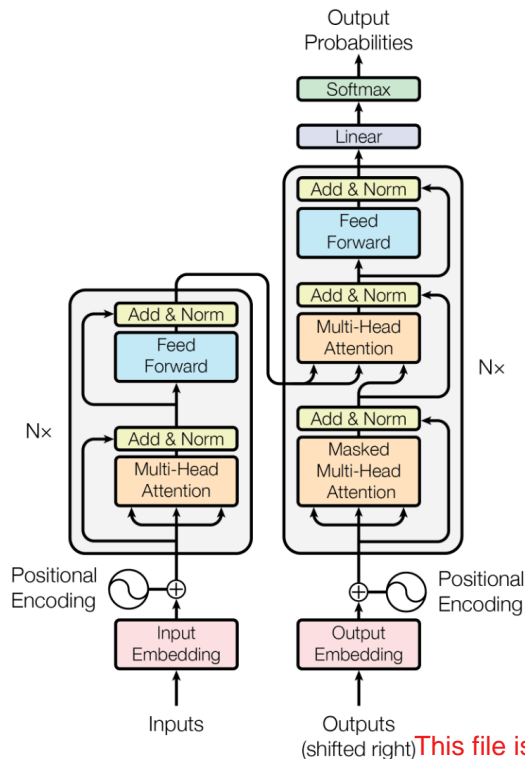 Output
Probabilities
Softmax
Linear
Add & Norm
Feed
Forward
Add & Norm
Multi-Head
Attention
Add & Norm
Masked
Multi-Head
Attention
N×
Add & Norm
Feed
Forward
Add & Norm
Multi-Head
Attention
N×
Positional
Encoding
Positional
Encoding
Input
Embedding
Output
Embedding
Inputs
Outputs
(shifted right)
This file is